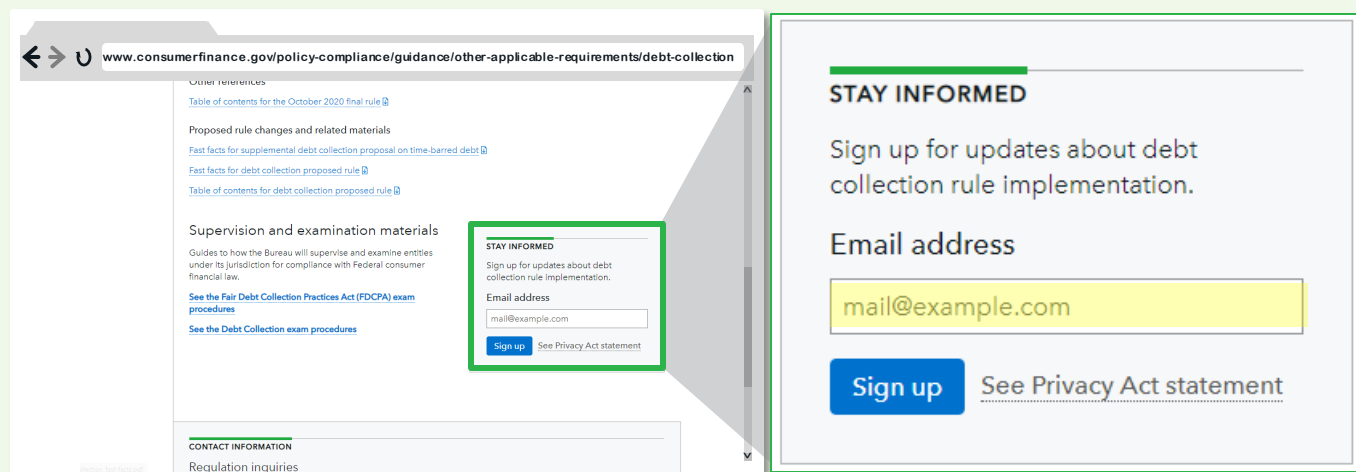 www.consumerfinance.gov/policy-compliance/guidance/other-applicable-requirements/debt-collection
Other references
Table of contents for the October 2020 final rule
Proposed rule changes and related materials
Fast facts for supplemental debt collection proposal on time-barred debt
Fast facts for debt collection proposed rule
Table of contents for debt collection proposed rule
Supervision and examination materials
Guides to how the Bureau will supervise and examine entities
under its jurisdiction for compliance with Federal consumer
financial law.
See the Fair Debt Collection Practices Act (FDCPA) exam
procedures
See the Debt Collection exam procedures
STAY INFORMED
Sign up for updates about debt
collection rule implementation.
Email address
mail@example.com
Sign up See Privacy Act statement
CONTACT INFORMATION
Regulation inquiries
STAY INFORMED
Sign up for updates about debt
collection rule implementation.
Email address
mail@example.com
Sign up See Privacy Act statement